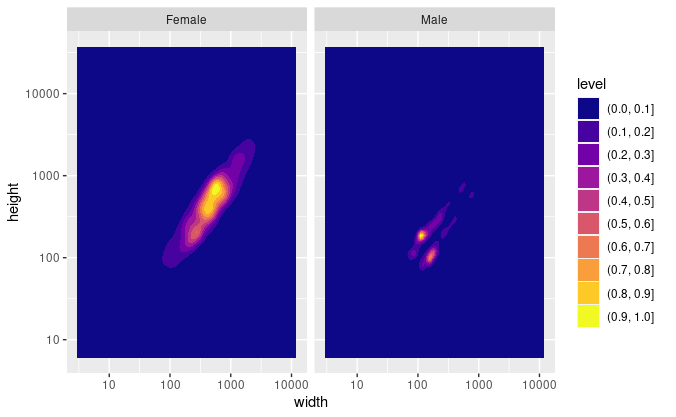 Female
Male
level
(0.0, 0.1]
(0.1, 0.2]
(0.2, 0.3]
(0.3, 0.4]
(0.4, 0.5]
(0.5, 0.6]
(0.6, 0.7]
(0.7, 0.8]
(0.8, 0.9]
(0.9, 1.0]
height
10000
1000
100
10
10 100 1000 10000
10 100 1000 10000
width